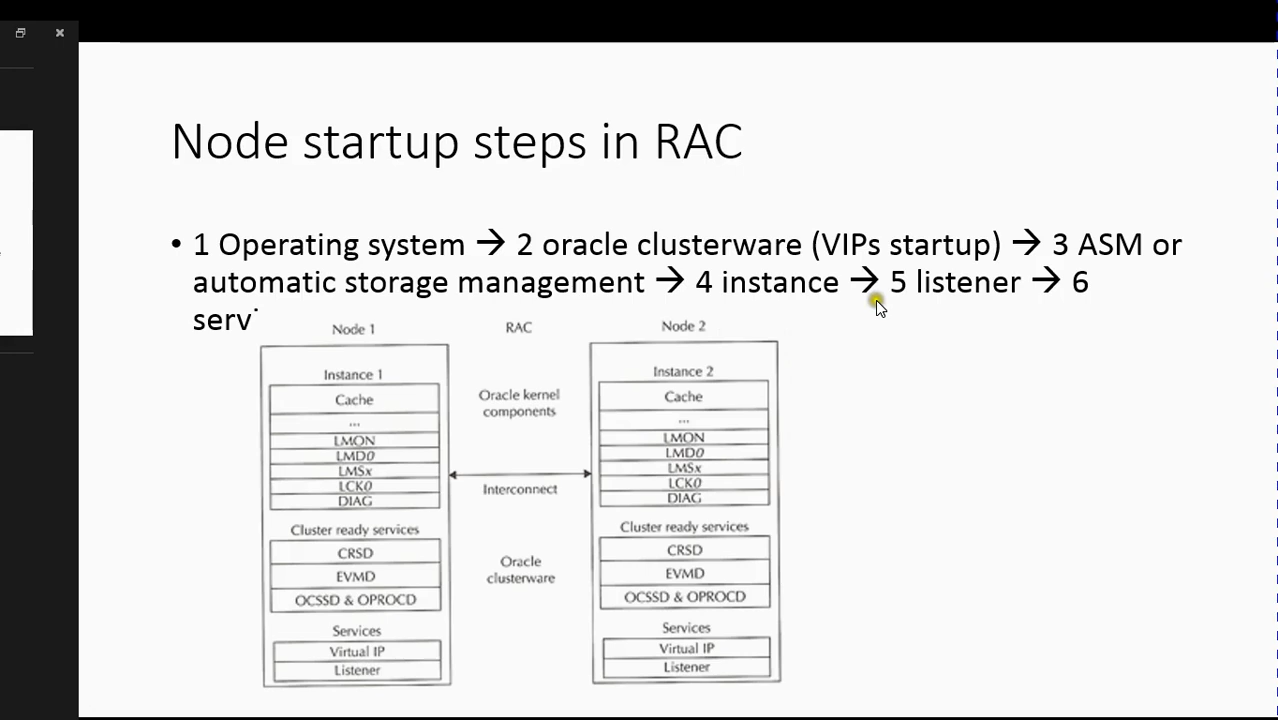 Node startup steps in RAC
• 1 Operating system → 2 oracle clusterware (VIPs startup) → 3 ASM or
automatic storage management → 4 instance → 5 listener → 6
Node 1
RAC
Node 2
Instance 1
Cache
...
LMON
LMD0
LMSx
LCK0
DIAG
Cluster ready services
CRSD
EVMD
OCSSD & OPROCD
Services
Virtual IP
Listener
Oracle kernel
components
Interconnect
Oracle
clusterware
Instance 2
Cache
...
LMON
LMD0
LMSx
LCK0
DIAG
Cluster ready services
CRSD
EVMD
OCSSD & OPROCD
Services
Virtual IP
Listener